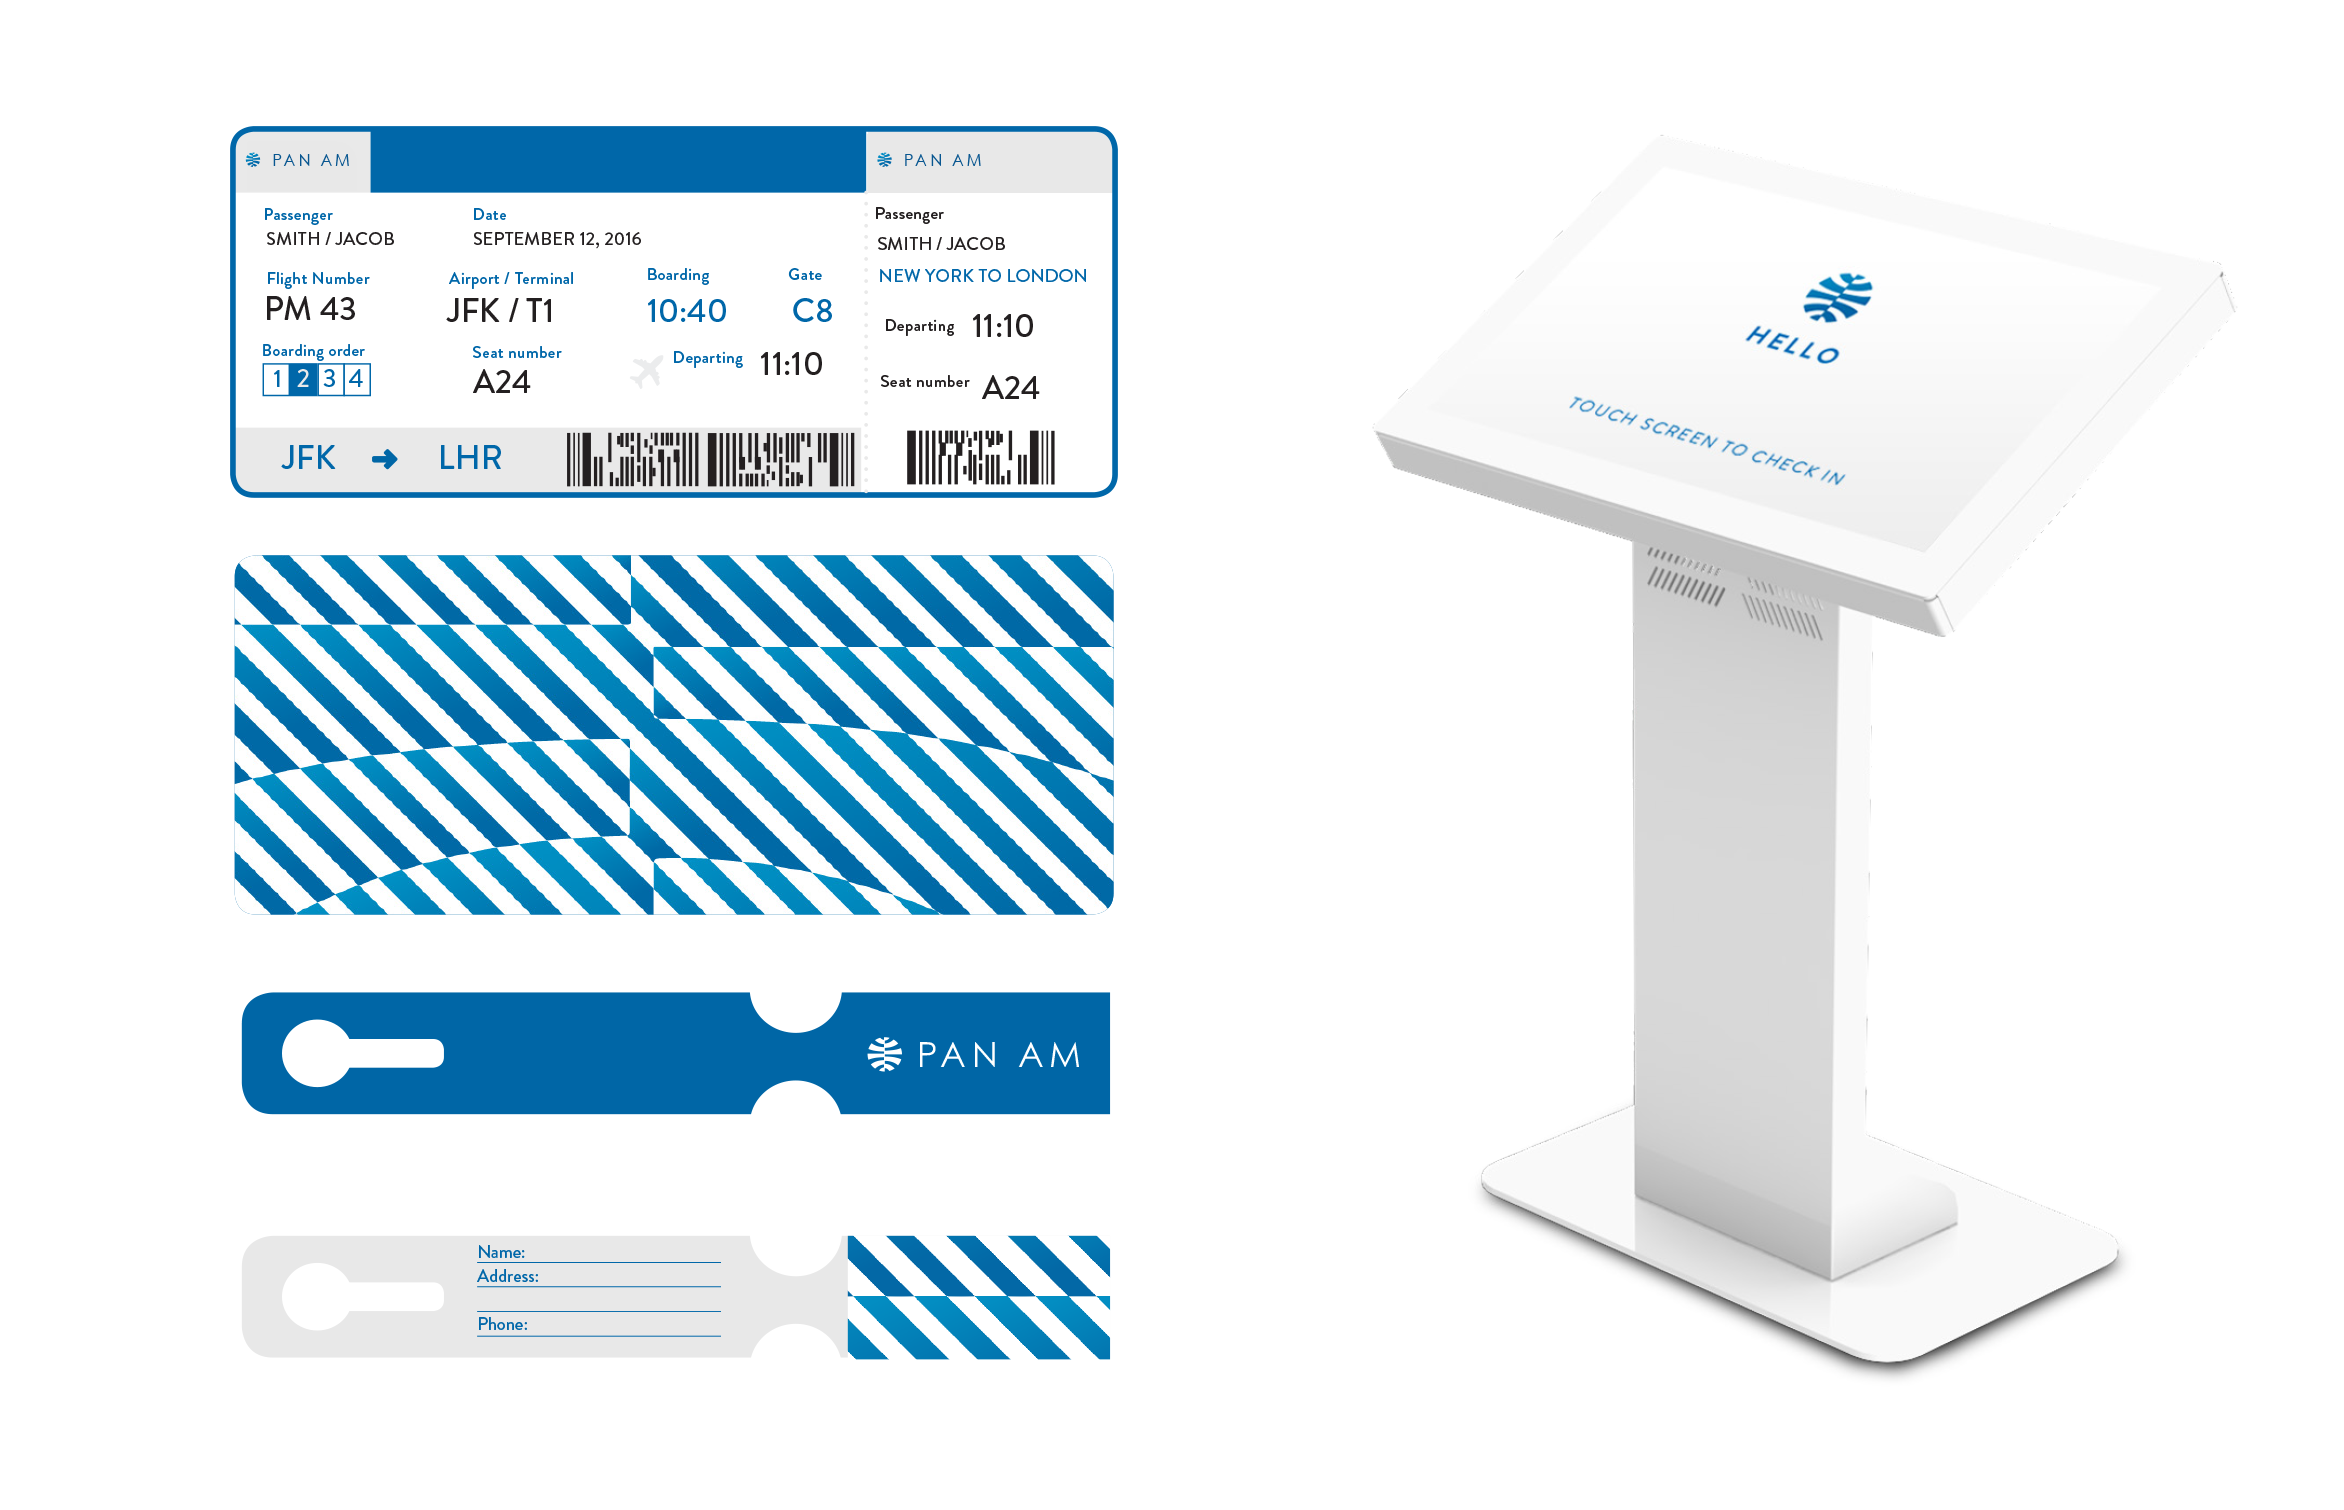 PAN AM
PAN AM
Passenger
SMITH / JACOB
Date
SEPTEMBER 12, 2016
Flight Number
PM 43
Airport / Terminal
JFK / T1
Boarding
10:40
Gate
C8
Boarding order
1 2 3 4
Seat number
A24
Departing 11:10
JFK LHR
Passenger
SMITH / JACOB
NEW YORK TO LONDON
Departing 11:10
Seat number A24
PAN AM
Name:
Address:
Phone:
HELLO
TOUCH SCREEN TO CHECK IN